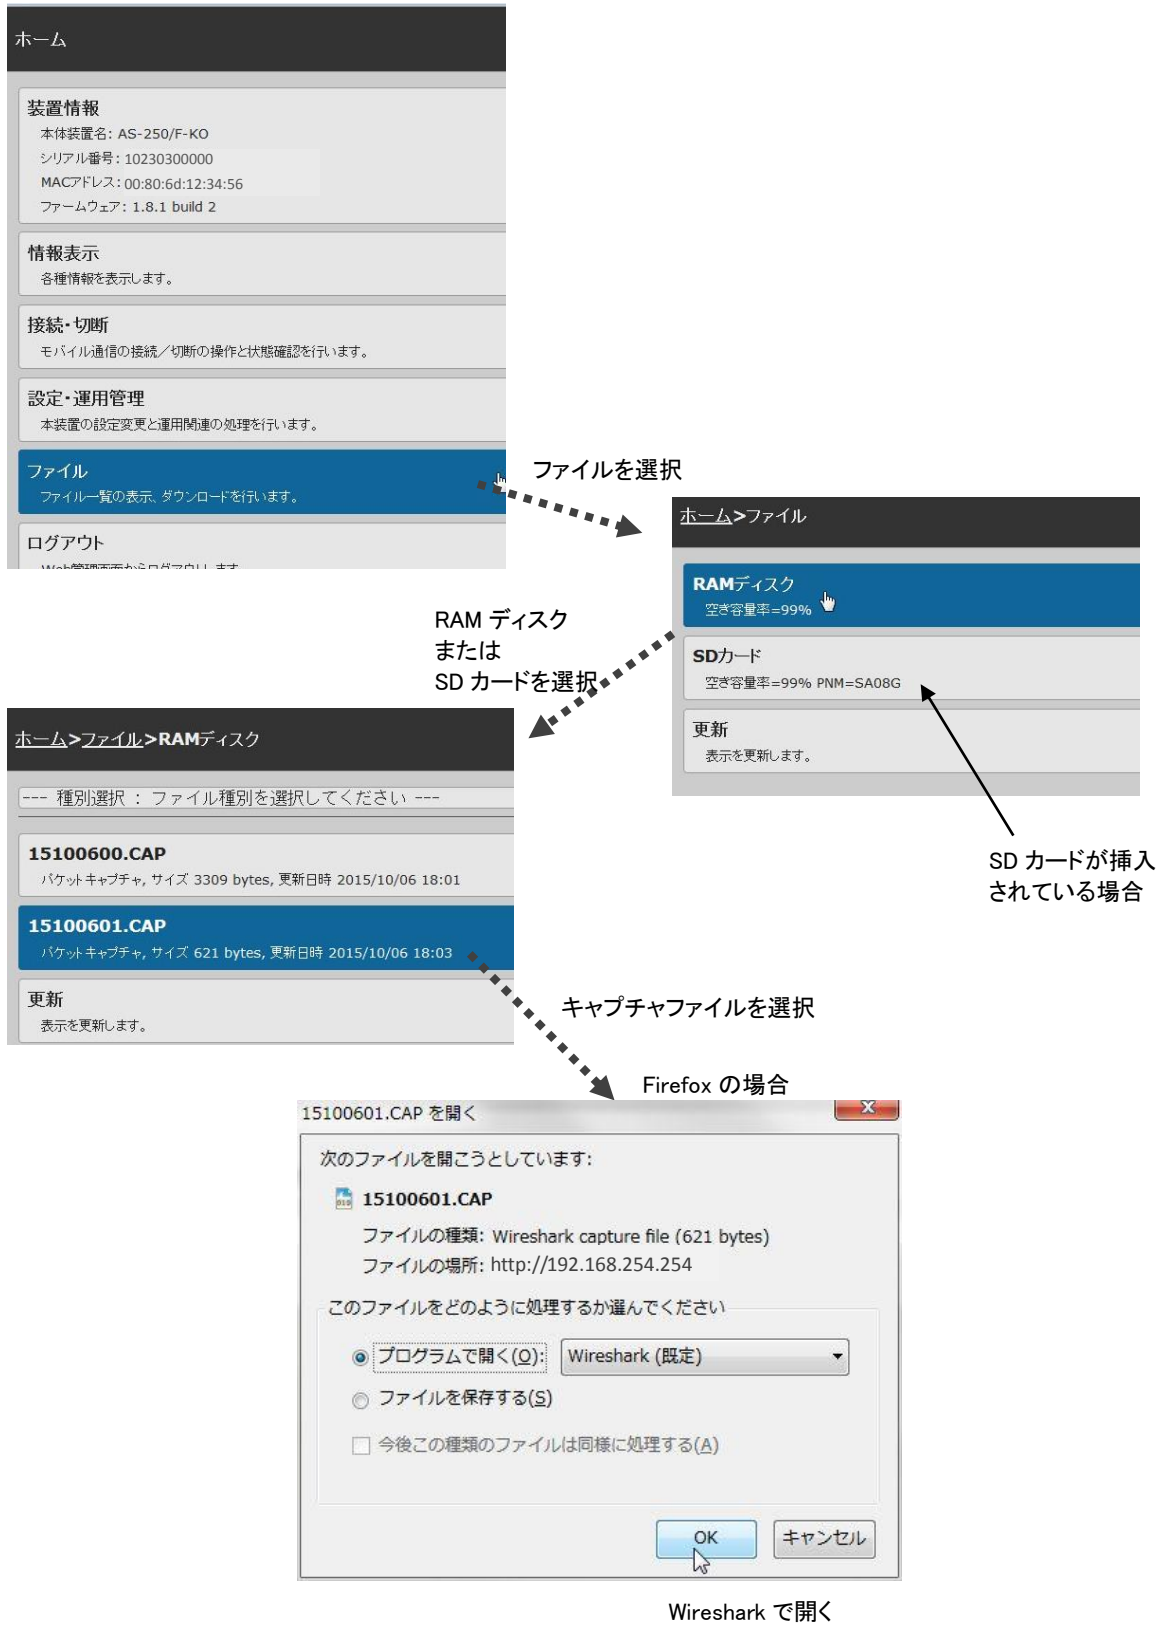 ホーム
装置情報
本体装置名: AS-250/F-KO
シリアル番号: 10230300000
MACアドレス: 00:80:6d:12:34:56
ファームウェア: 1.8.1 build 2
情報表示
各種情報を表示します。
接続・切断
モバイル通信の接続／切断の操作と状態確認を行います。
設定・運用管理
本装置の設定変更と運用関連の処理を行います。
ファイル
ファイル一覧の表示、ダウンロードを行います。
ログアウト
Web管理画面からログアウトします
ファイルを選択
ホーム>ファイル
RAMディスク
空き容量率=99%
SDカード
空き容量率=99% PNM=SA08G
更新
表示を更新します。
RAM ディスク
または
SD カードを選択
SD カードが挿入
されている場合
ホーム>ファイル>RAMディスク
--- 種別選択 : ファイル種別を選択してください ---
15100600.CAP
パケットキャプチャ, サイズ 3309 bytes, 更新日時 2015/10/06 18:01
15100601.CAP
パケットキャプチャ, サイズ 621 bytes, 更新日時 2015/10/06 18:03
更新
表示を更新します。
キャプチャファイルを選択
Firefox の場合
15100601.CAP を開く
次のファイルを開こうとしています:
15100601.CAP
ファイルの種類: Wireshark capture file (621 bytes)
ファイルの場所: http://192.168.254.254
このファイルをどのように処理するか選んでください
プログラムで開く(O): Wireshark (既定)
ファイルを保存する(S)
今後この種類のファイルは同様に処理する(A)
OK キャンセル
Wireshark で開く